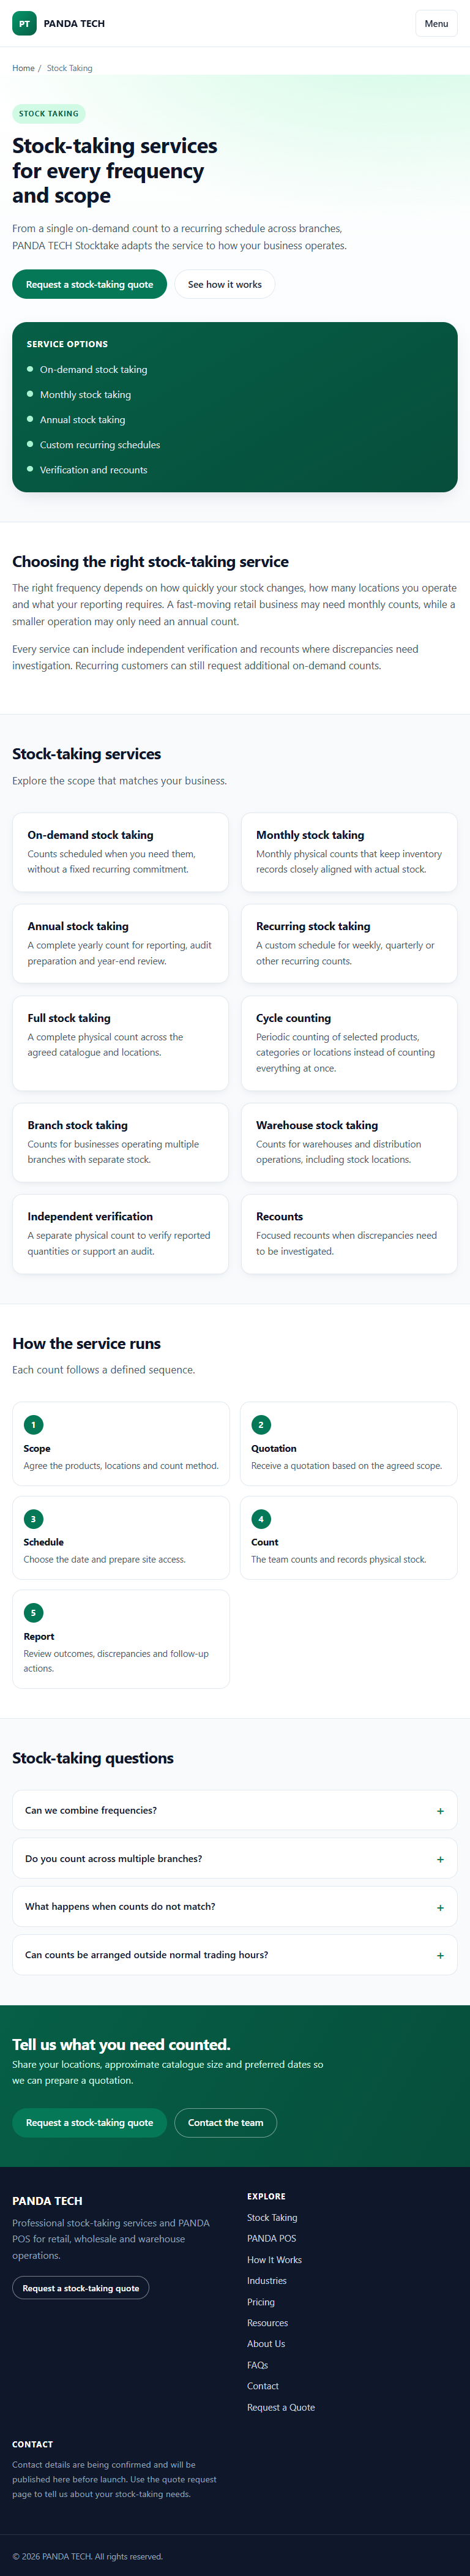 PT PANDA TECH Menu
Home / Stock Taking
STOCK TAKING
Stock-taking services
for every frequency
and scope
From a single on-demand count to a recurring schedule across branches,
PANDA TECH Stocktake adapts the service to how your business operates.
Request a stock-taking quote See how it works
SERVICE OPTIONS
On-demand stock taking
Monthly stock taking
Annual stock taking
Custom recurring schedules
Verification and recounts
Choosing the right stock-taking service
The right frequency depends on how quickly your stock changes, how many locations you operate
and what your reporting requires. A fast-moving retail business may need monthly counts, while a
smaller operation may only need an annual count.
Every service can include independent verification and recounts where discrepancies need
investigation. Recurring customers can still request additional on-demand counts.
Stock-taking services
Explore the scope that matches your business.
On-demand stock taking
Counts scheduled when you need them,
without a fixed recurring commitment.
Monthly stock taking
Monthly physical counts that keep inventory
records closely aligned with actual stock.
Annual stock taking
A complete yearly count for reporting, audit
preparation and year-end review.
Recurring stock taking
A custom schedule for weekly, quarterly or
other recurring counts.
Full stock taking
A complete physical count across the
agreed catalogue and locations.
Cycle counting
Periodic counting of selected products,
categories or locations instead of counting
everything at once.
Branch stock taking
Counts for businesses operating multiple
branches with separate stock.
Warehouse stock taking
Counts for warehouses and distribution
operations, including stock locations.
Independent verification
A separate physical count to verify reported
quantities or support an audit.
Recounts
Focused recounts when discrepancies need
to be investigated.
How the service runs
Each count follows a defined sequence.
1
Scope
Agree the products, locations and count method.
2
Quotation
Receive a quotation based on the agreed scope.
3
Schedule
Choose the date and prepare site access.
4
Count
The team counts and records physical stock.
5
Report
Review outcomes, discrepancies and follow-up
actions.
Stock-taking questions
Can we combine frequencies? +
Do you count across multiple branches? +
What happens when counts do not match? +
Can counts be arranged outside normal trading hours? +
Tell us what you need counted.
Share your locations, approximate catalogue size and preferred dates so
we can prepare a quotation.
Request a stock-taking quote Contact the team
PANDA TECH
Professional stock-taking services and PANDA
POS for retail, wholesale and warehouse
operations.
Request a stock-taking quote
EXPLORE
Stock Taking
PANDA POS
How It Works
Industries
Pricing
Resources
About Us
FAQs
Contact
Request a Quote
CONTACT
Contact details are being confirmed and will be
published here before launch. Use the quote request
page to tell us about your stock-taking needs.
© 2026 PANDA TECH. All rights reserved.